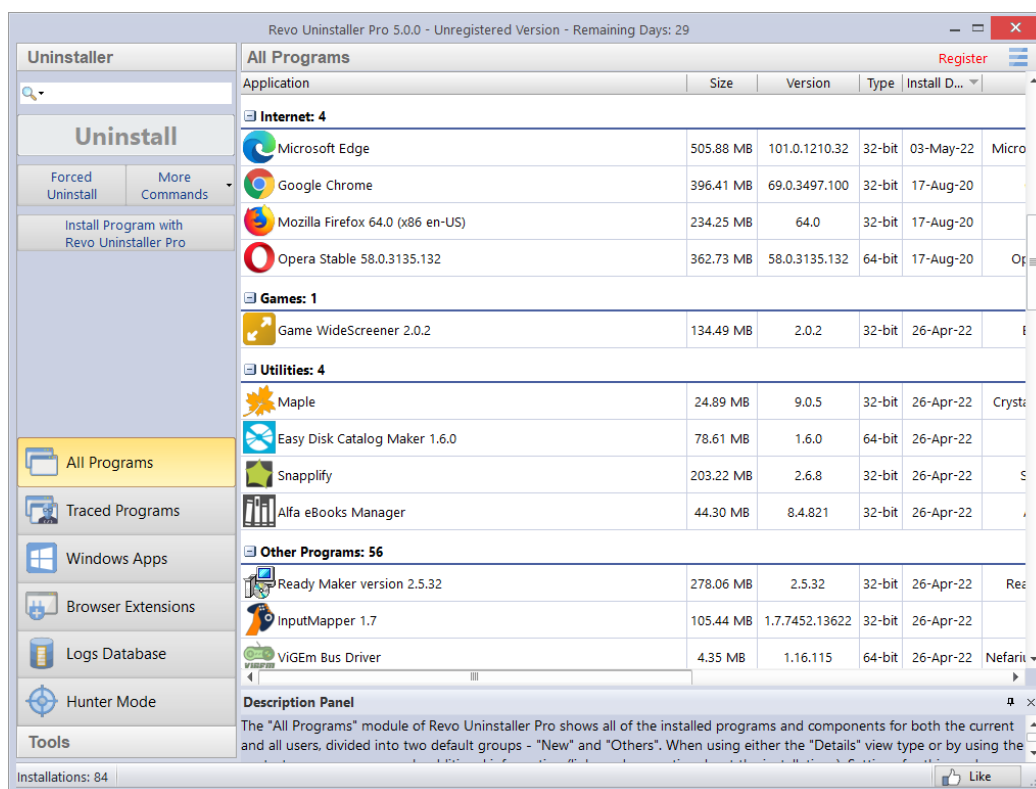 Revo Uninstaller Pro 5.0.0 - Unregistered Version - Remaining Days: 29
Uninstaller
Uninstall
Forced Uninstall
More Commands
Install Program with
Revo Uninstaller Pro
All Programs
Traced Programs
Windows Apps
Browser Extensions
Logs Database
Hunter Mode
Tools
All Programs
Register
Application Size Version Type Install D...
Internet: 4
Microsoft Edge 505.88 MB 101.0.1210.32 32-bit 03-May-22 Micro
Google Chrome 396.41 MB 69.0.3497.100 32-bit 17-Aug-20
Mozilla Firefox 64.0 (x86 en-US) 234.25 MB 64.0 32-bit 17-Aug-20
Opera Stable 58.0.3135.132 362.73 MB 58.0.3135.132 64-bit 17-Aug-20 Op
Games: 1
Game WideScreener 2.0.2 134.49 MB 2.0.2 32-bit 26-Apr-22
Utilities: 4
Maple 24.89 MB 9.0.5 32-bit 26-Apr-22 Crysta
Easy Disk Catalog Maker 1.6.0 78.61 MB 1.6.0 64-bit 26-Apr-22
Snapplify 203.22 MB 2.6.8 32-bit 26-Apr-22 S
Alfa eBooks Manager 44.30 MB 8.4.821 32-bit 26-Apr-22
Other Programs: 56
Ready Maker version 2.5.32 278.06 MB 2.5.32 32-bit 26-Apr-22 Rea
InputMapper 1.7 105.44 MB 1.7.7452.13622 32-bit 26-Apr-22
ViGEm Bus Driver 4.35 MB 1.16.115 64-bit 26-Apr-22 Nefariu
Description Panel
The "All Programs" module of Revo Uninstaller Pro shows all of the installed programs and components for both the current
and all users, divided into two default groups - "New" and "Others". When using either the "Details" view type or by using the
Installations: 84
Like